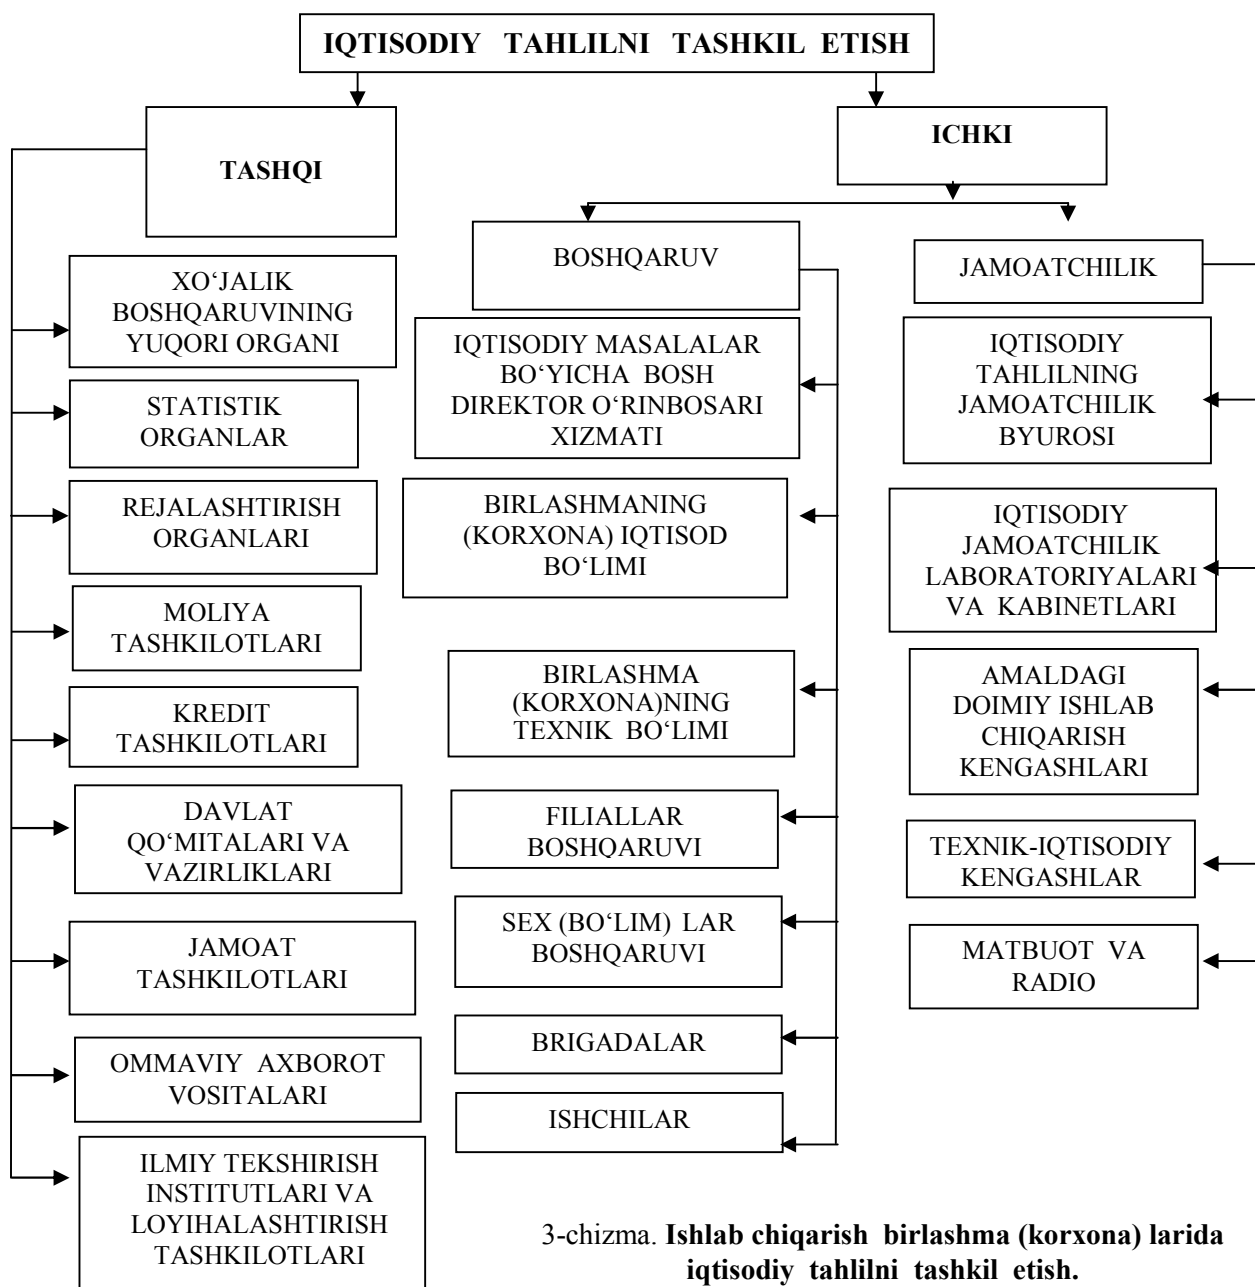 IQTISODIY TAHLILNI TASHKIL ETISH
TASHQI
ICHKI
XO‘JALIK
BOSHQARUVINING
YUQORI ORGANI
STATISTIK
ORGANLAR
REJALASHTIRISH
ORGANLARI
MOLIYA
TASHKILOTLARI
KREDIT
TASHKILOTLARI
DAVLAT
QO‘MITALARI VA
VAZIRLIKLARI
JAMOAT
TASHKILOTLARI
OMMAVIY AXBOROT
VOSITALARI
ILMIY TEKSHIRISH
INSTITUTLARI VA
LOYIHALASHTIRISH
TASHKILOTLARI
BOSHQARUV
IQTISODIY MASALALAR
BO‘YICHA BOSH
DIREKTOR O‘RINBOSARI
XIZMATI
BIRLASHMANING
(KORXONA) IQTISOD
BO‘LIMI
BIRLASHMA
(KORXONA)NING
TEXNIK BO‘LIMI
FILIALLAR
BOSHQARUVI
SEX (BO‘LIM) LAR
BOSHQARUVI
BRIGADALAR
ISHCHILAR
JAMOATCHILIK
IQTISODIY
TAHLILNING
JAMOATCHILIK
BYUROSI
IQTISODIY
JAMOATCHILIK
LABORATORIYALARI
VA KABINETLARI
AMALDAGI
DOIMIY ISHLAB
CHIQARISH
KENGASHLARI
TEXNIK-IQTISODIY
KENGASHLAR
MATBUOT VA
RADIO
3-chizma. Ishlab chiqarish birlashma (korxona) larida
iqtisodiy tahlilni tashkil etish.